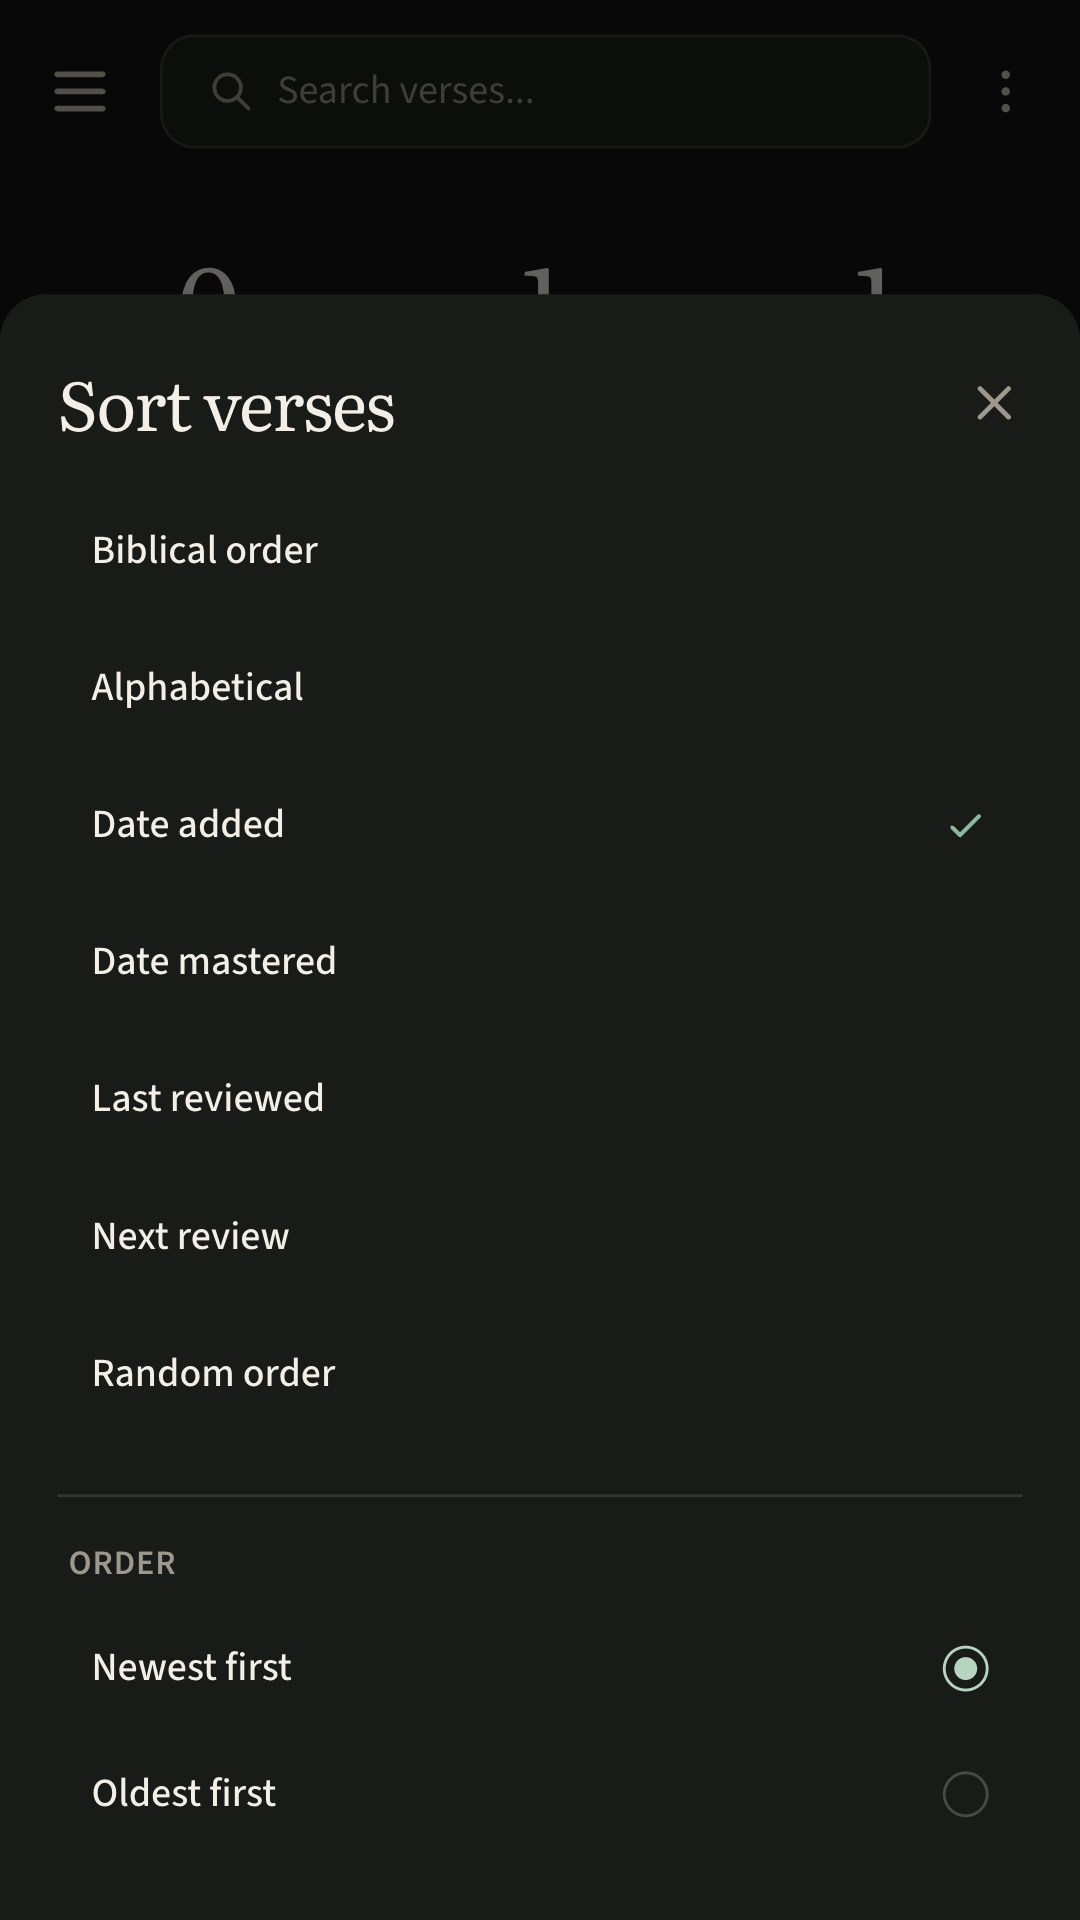 Search verses...
Sort verses
Biblical order
Alphabetical
Date added
Date mastered
Last reviewed
Next review
Random order
ORDER
Newest first
Oldest first